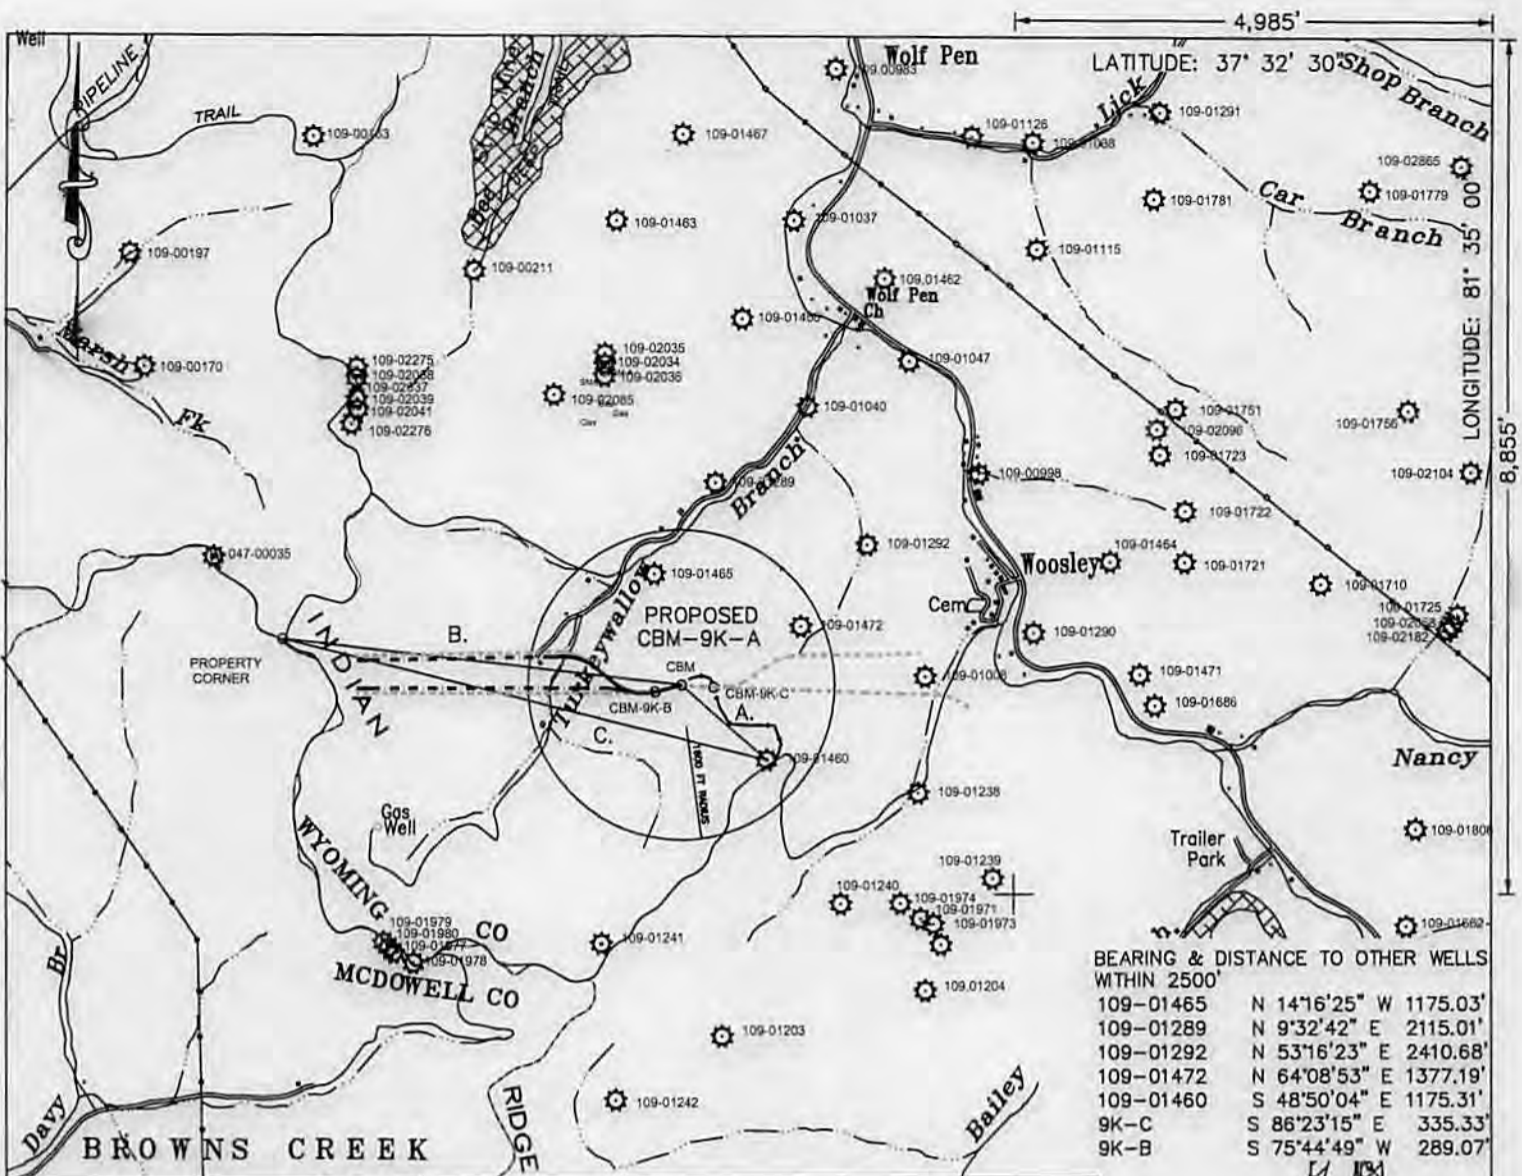 4,985'
Well
PIPELINE
TRAIL
Branch
Wolf Pen
LATITUDE: 37° 32' 30"
Shop Branch
Lick
109-01126
109-01291
109-01467
109-02865
109-01779
109-01781
Car
Branch
109-01463
109-01037
109-01115
109-00197
109-00211
109.01462
Wolf Pen
Ch
LONGITUDE: 81° 35' 00"
Marsh
109-00170
109-02275
109-02035
109-02034
109-02036
109-01047
109-02039
109-02041
109-02085
Gas
109-01040
109-01751
Fk
109-02276
109-02096
109-01723
109-02104
8,855'
109-00998
Branch
109-01722
047-00035
109-01292
109-01464
Woosley
109-01721
109-01465
109-01710
PROPOSED
CBM-9K-A
Cem
109-01472
109-01290
109-02182
INDIAN
B.
PROPERTY
CORNER
Turkeywallow
CBM
CBM-9K-C
CBM-9K-B
109-01471
109-01686
A.
C.
109-01460
Nancy
109-01238
Gas
Well
WYOMING
Trailer
Park
109-01239
109-01240
109-01974
109-01971
109-01973
109-01979
109-01980
109-01977
109-01978
CO
109-01241
MCDOWELL CO
Br
109.01204
109-01203
109-01242
RIDGE
Bailey
Davy
BROWNS CREEK
BEARING & DISTANCE TO OTHER WELLS
WITHIN 2500'
109-01465 N 14°16'25" W 1175.03'
109-01289 N 9°32'42" E 2115.01'
109-01292 N 53°16'23" E 2410.68'
109-01472 N 64°08'53" E 1377.19'
109-01460 S 48°50'04" E 1175.31'
9K-C S 86°23'15" E 335.33'
9K-B S 75°44'49" W 289.07'